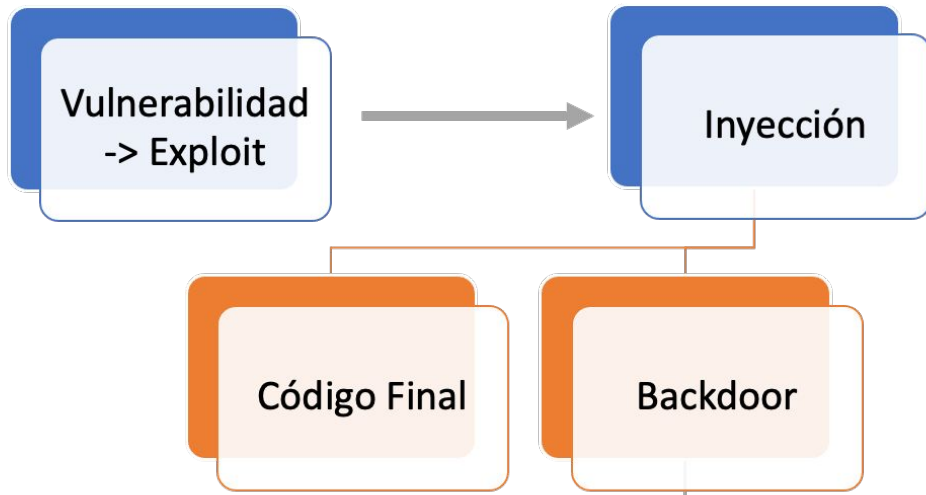 Vulnerabilidad
-> Exploit
Inyección
Código Final
Backdoor